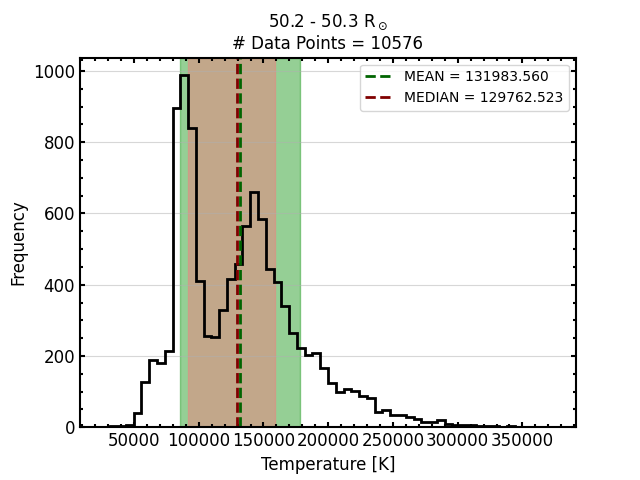 50.2 - 50.3 R☉
# Data Points = 10576
MEAN = 131983.560
MEDIAN = 129762.523
1000
800
600
400
200
0
Frequency
50000 100000 150000 200000 250000 300000 350000
Temperature [K]